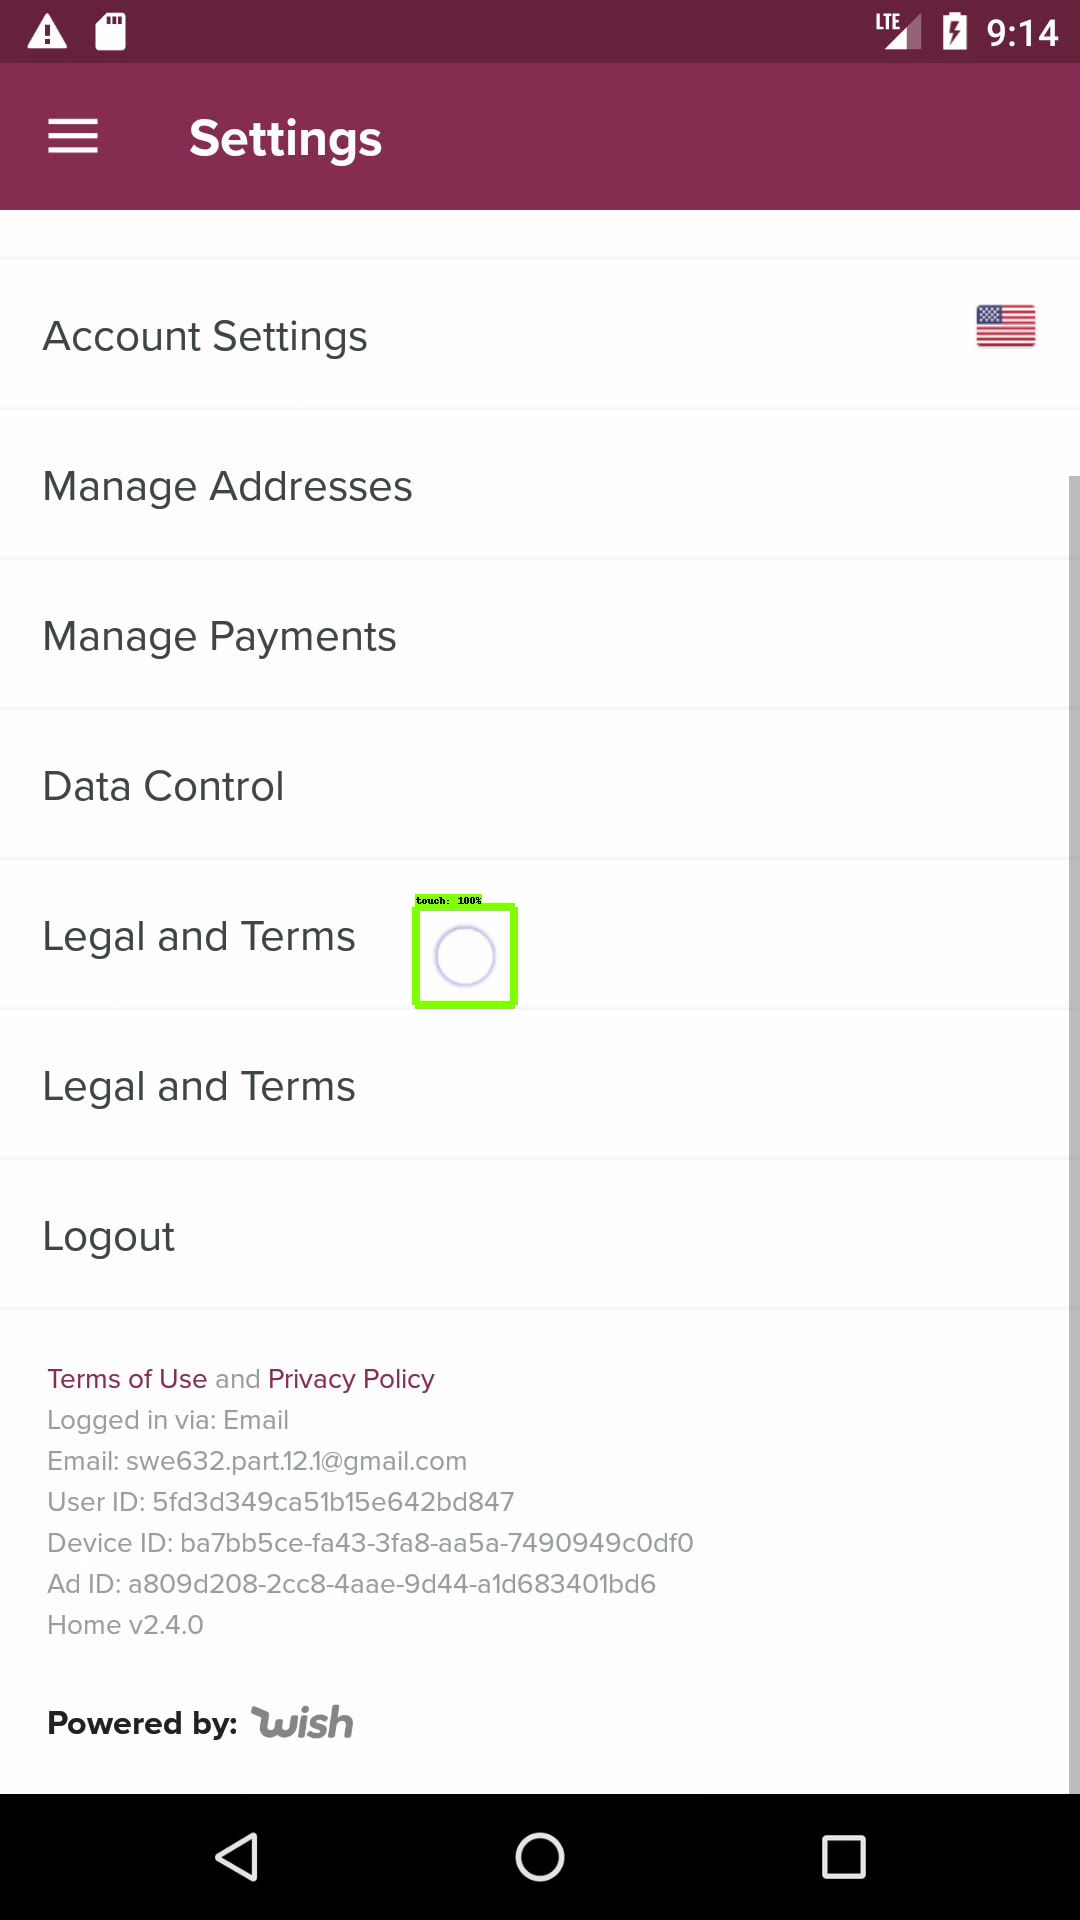 LTE 9:14
Settings
Account Settings
Manage Addresses
Manage Payments
Data Control
touch: 100%
Legal and Terms
Legal and Terms
Logout
Terms of Use and Privacy Policy
Logged in via: Email
Email: swe632.part.12.1@gmail.com
User ID: 5fd3d349ca51b15e642bd847
Device ID: ba7bb5ce-fa43-3fa8-aa5a-7490949c0df0
Ad ID: a809d208-2cc8-4aae-9d44-a1d683401bd6
Home v2.4.0
Powered by: wish